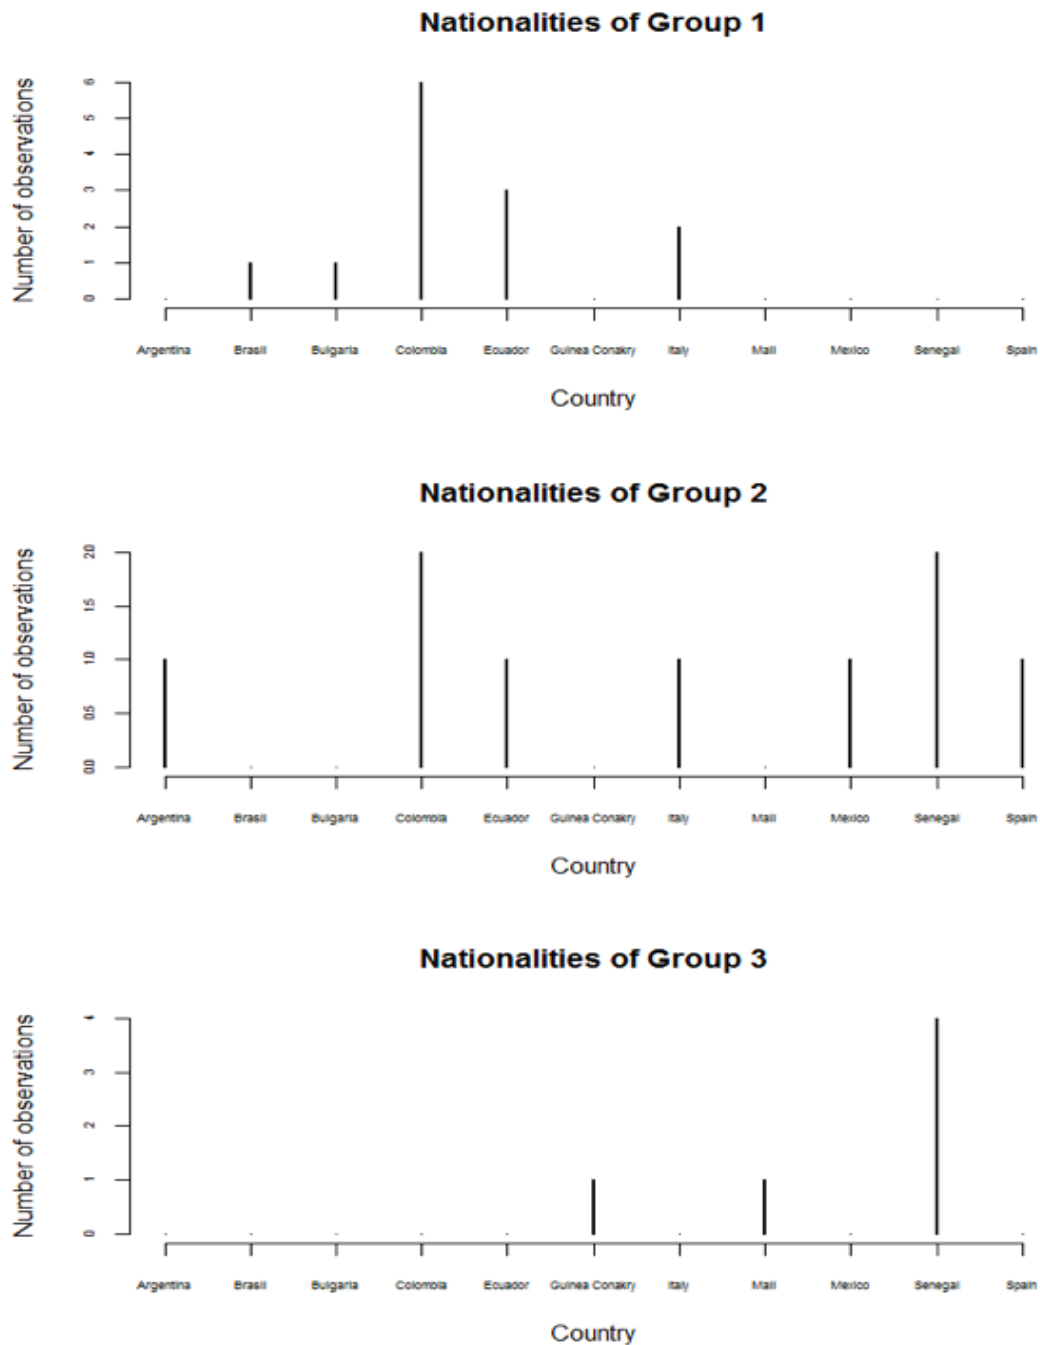 Nationalities of Group 1
Number of observations
6
5
4
3
2
1
0
Argentina Brasil Bulgaria Colombia Ecuador Guinea Conakry Italy Mali Mexico Senegal Spain
Country
Nationalities of Group 2
Number of observations
2.0
1.5
1.0
0.5
0.0
Argentina Brasil Bulgaria Colombia Ecuador Guinea Conakry Italy Mali Mexico Senegal Spain
Country
Nationalities of Group 3
Number of observations
4
3
2
1
0
Argentina Brasil Bulgaria Colombia Ecuador Guinea Conakry Italy Mali Mexico Senegal Spain
Country